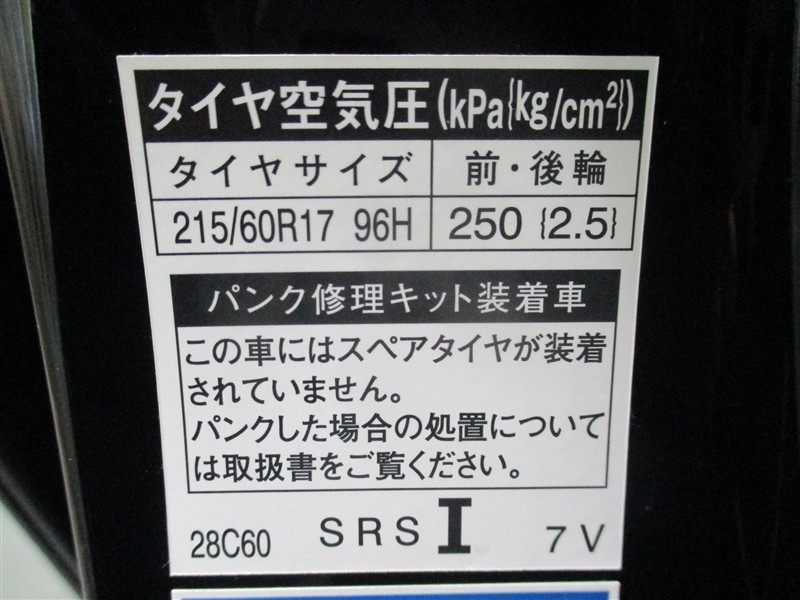 タイヤ空気圧(kPa{kg/cm²})
タイヤサイズ 前・後輪
215/60R17 96H 250 {2.5}
パンク修理キット装着車
この車にはスペアタイヤが装着
されていません。
パンクした場合の処置について
は取扱書をご覧ください。
28C60 SRS I 7V